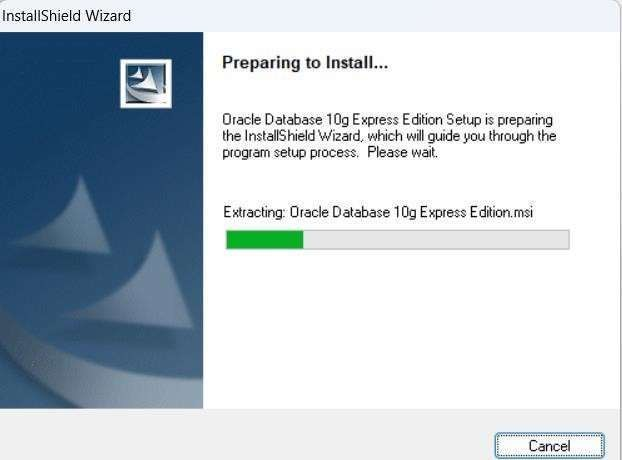 InstallShield Wizard
Preparing to Install...
Oracle Database 10g Express Edition Setup is preparing
the InstallShield Wizard, which will guide you through the
program setup process. Please wait.
Extracting: Oracle Database 10g Express Edition.msi
Cancel